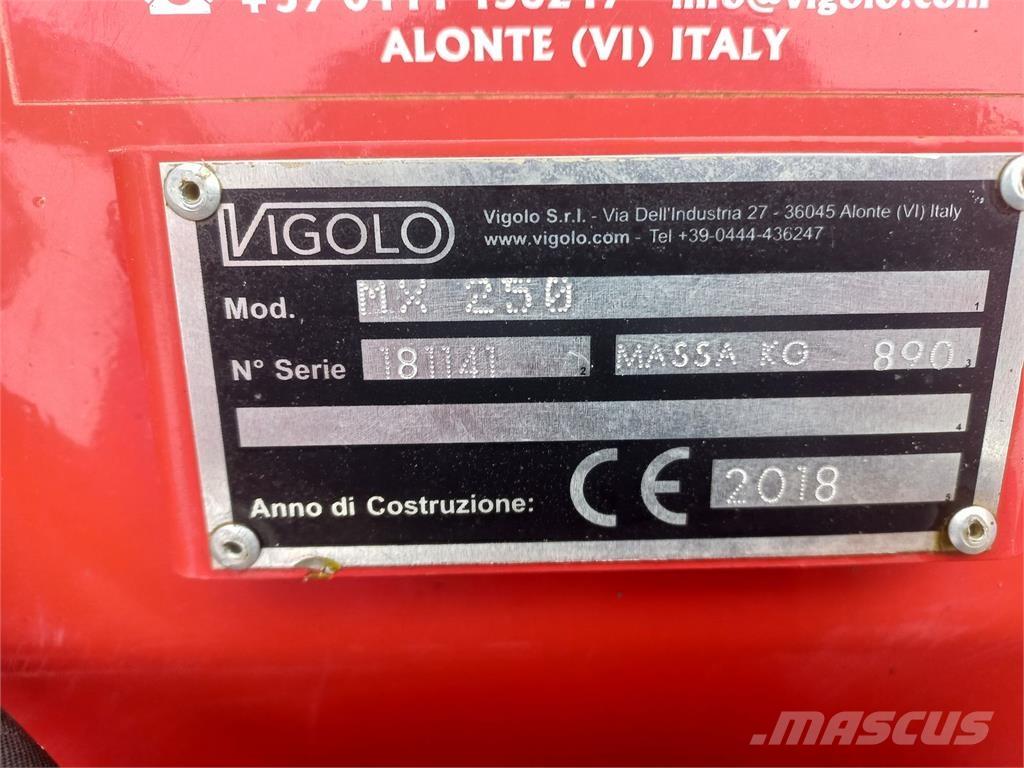 ALONTE (VI) ITALY
VIGOLO
Vigolo S.r.l. - Via Dell'Industria 27 - 36045 Alonte (VI) Italy
www.vigolo.com - Tel +39-0444-436247
Mod. MX 250 1
N° Serie 181141 2 MASSA KG 890 3
4
Anno di Costruzione: CE 2018 5
MASCUS